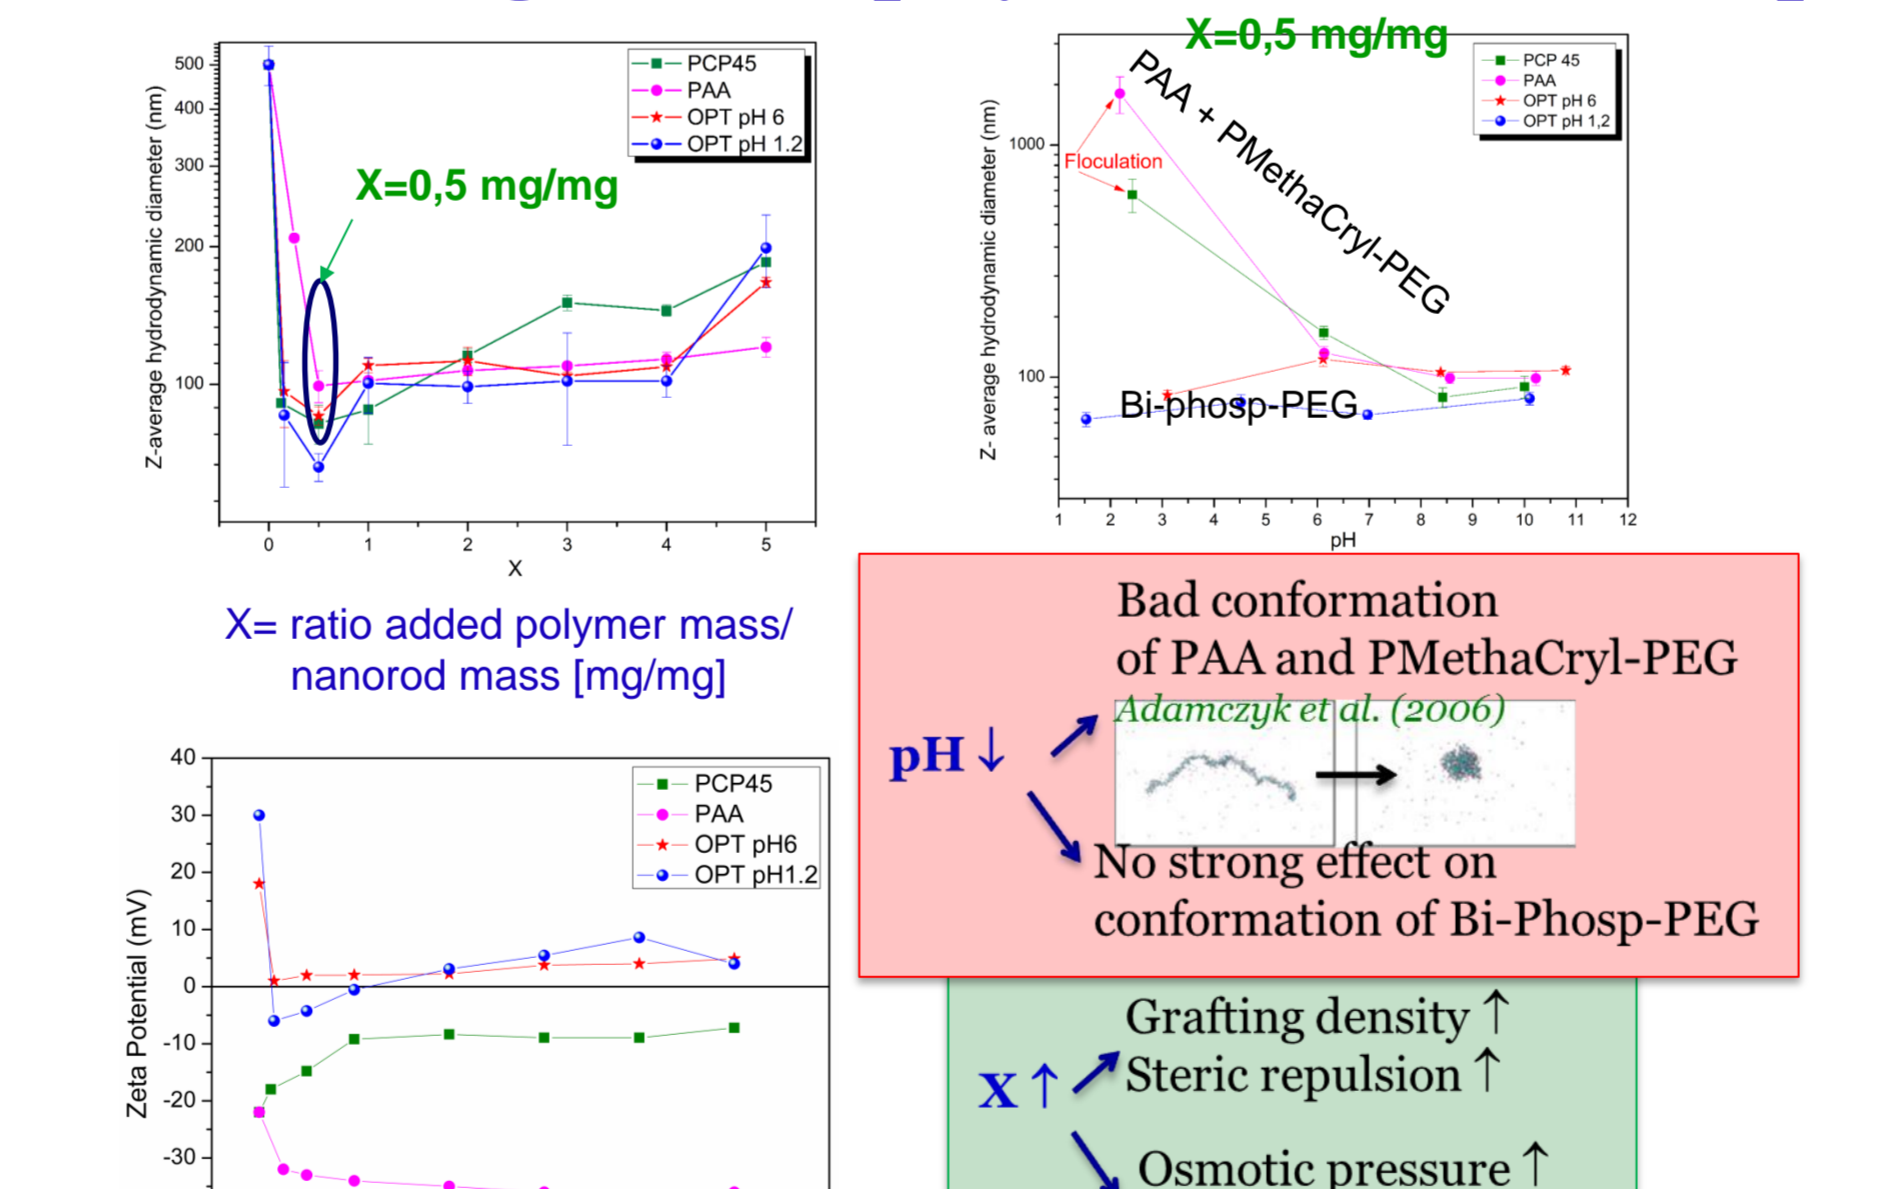 500
400
300
200
100
Z-average hydrodynamic diameter (nm)
PCP45
PAA
OPT pH 6
OPT pH 1.2
X=0,5 mg/mg
0 1 2 3 4 5
X
X= ratio added polymer mass/
nanorod mass [mg/mg]
X=0,5 mg/mg
1000
100
Z- average hydrodynamic diameter (nm)
PCP 45
PAA
OPT pH 6
OPT pH 1,2
Floculation
PAA + PMethaCryl-PEG
Bi-phosp-PEG
1 2 3 4 5 6 7 8 9 10 11 12
pH
40
30
20
10
0
-10
-20
-30
Zeta Potential (mV)
PCP45
PAA
OPT pH6
OPT pH1.2
pH ↓
Bad conformation
of PAA and PMethaCryl-PEG
Adamczyk et al. (2006)
No strong effect on
conformation of Bi-Phosp-PEG
X ↑
Grafting density ↑
Steric repulsion ↑
Osmotic pressure ↑